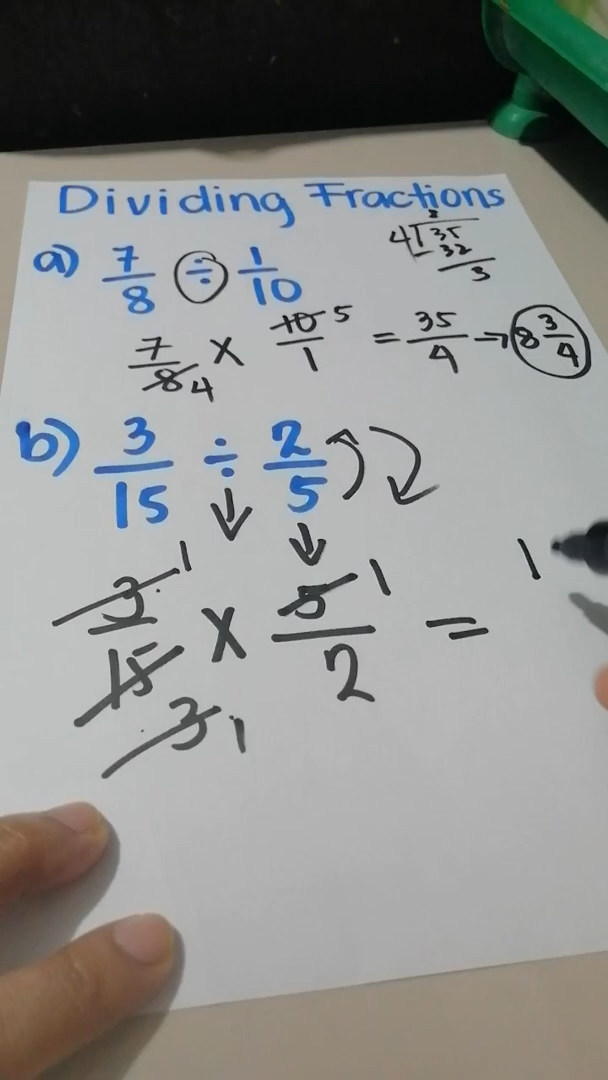 Dividing Fractions
a) 7/8 ÷ 1/10
8
4)35
- 32
3
7/8 4 × 10 5/1 = 35/4 → 8 3/4
b) 3/15 ÷ 2/5
3 1/15 3 1 × 5 1/2 = 1